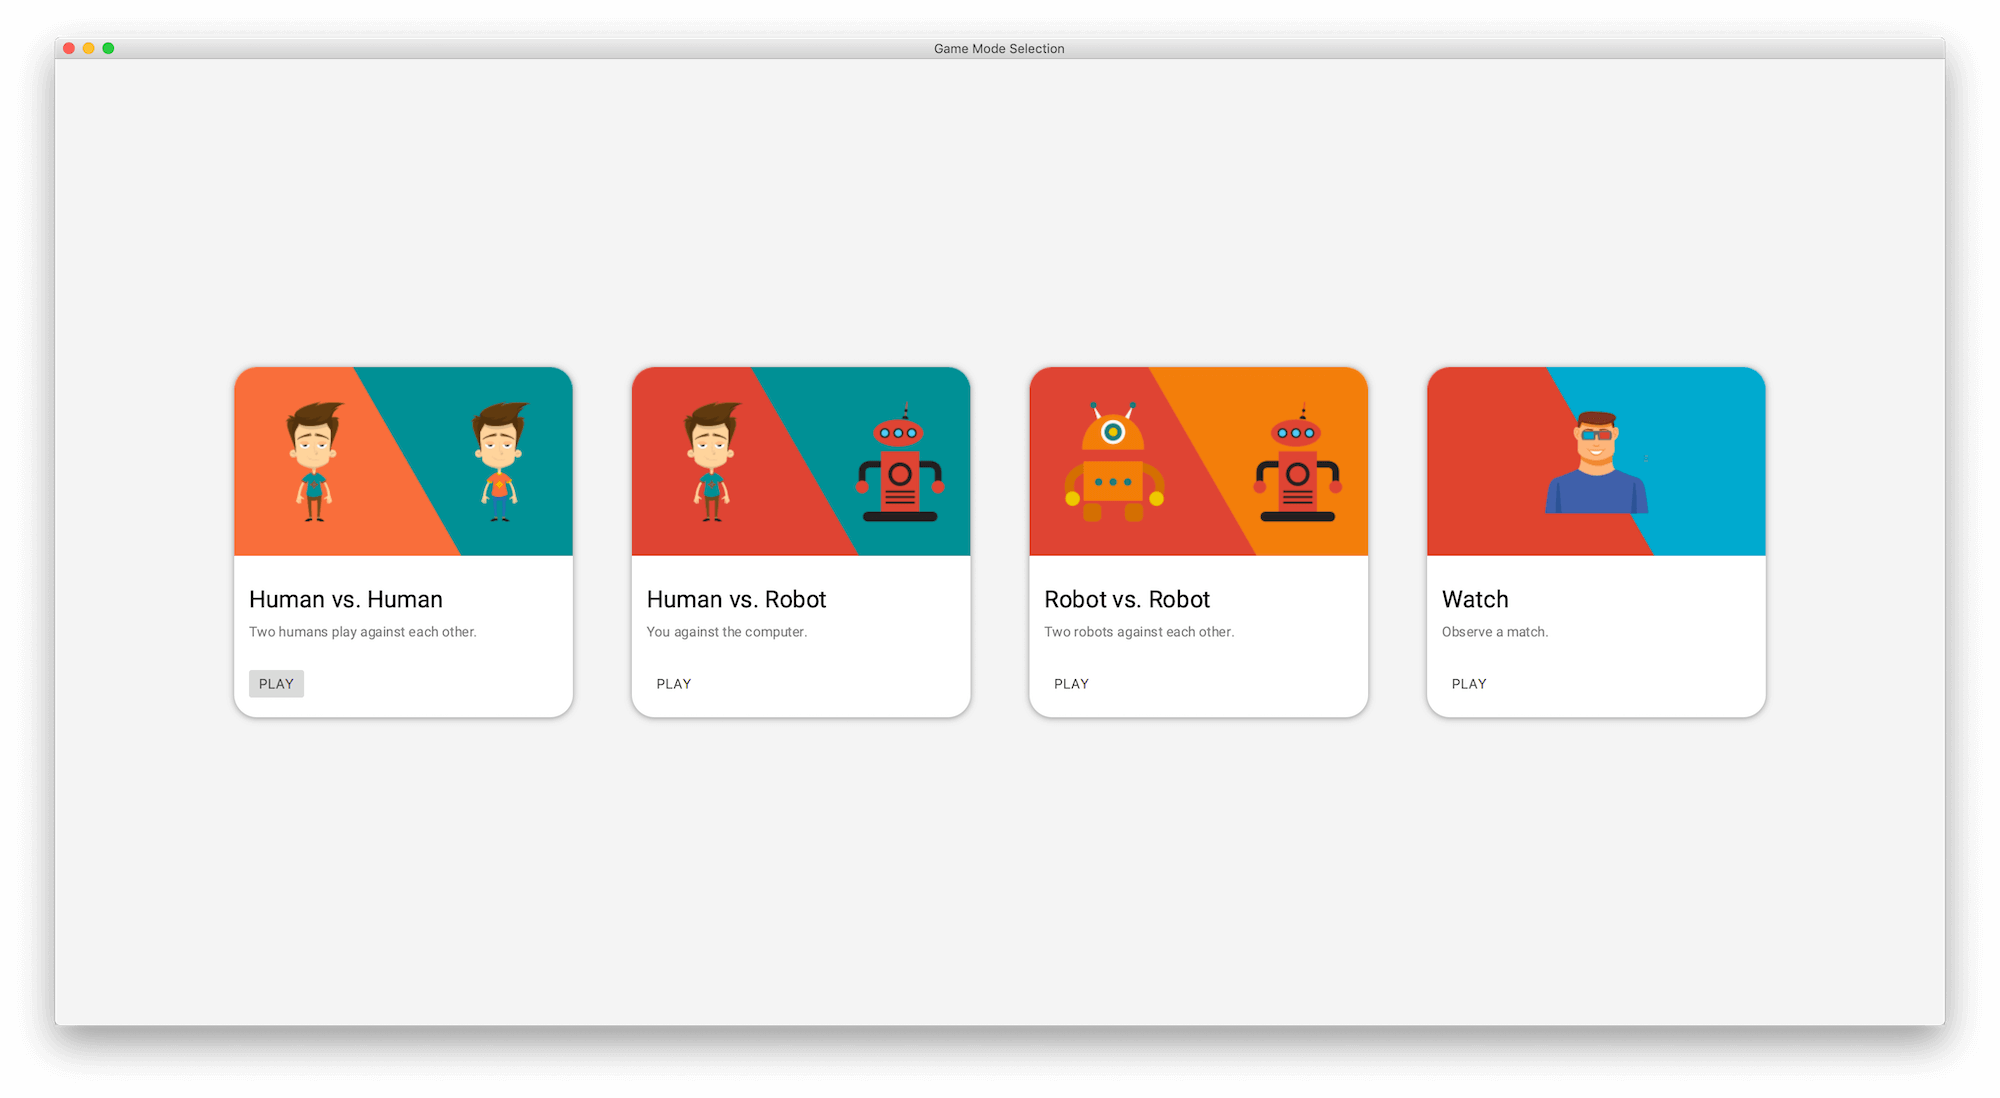 Game Mode Selection
Human vs. Human
Two humans play against each other.
PLAY
Human vs. Robot
You against the computer.
PLAY
Robot vs. Robot
Two robots against each other.
PLAY
Watch
Observe a match.
PLAY